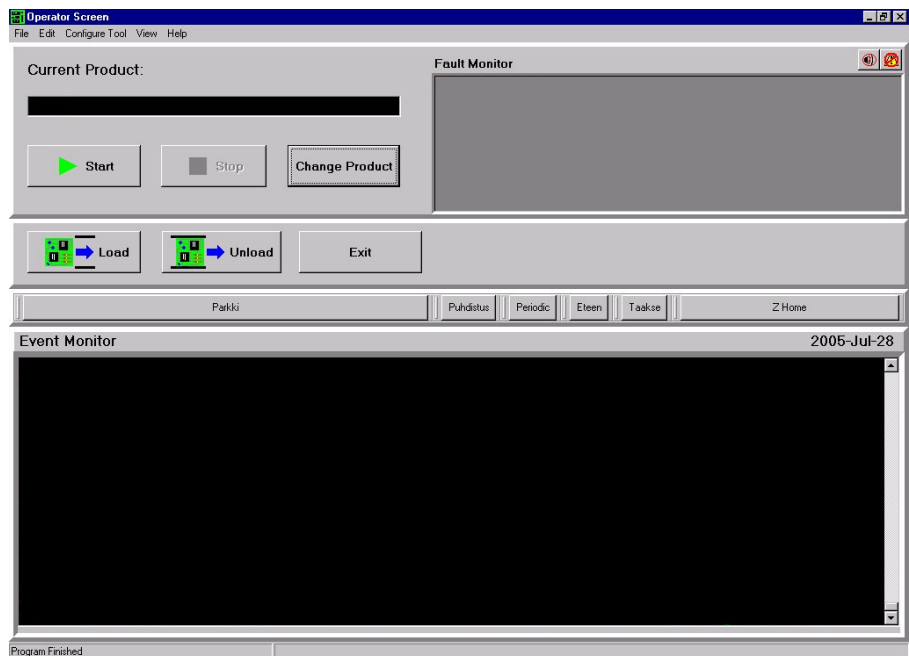 Operator Screen
File Edit Configure Tool View Help
Current Product:
Fault Monitor
Start Stop Change Product
Load Unload Exit
Parkki Puhdistus Periodic Eteen Taakse Z Home
Event Monitor 2005-Jul-28
Program Finished